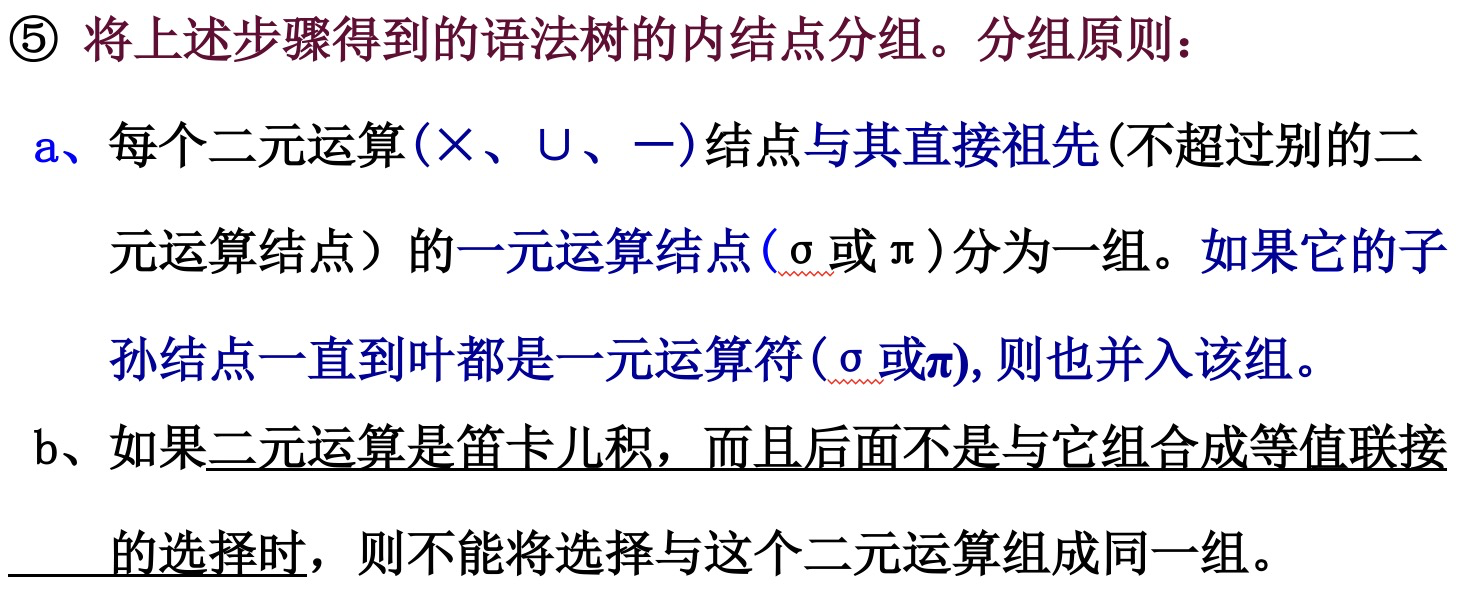 ⑤ 将上述步骤得到的语法树的内结点分组。分组原则：
a、每个二元运算(×、∪、－)结点与其直接祖先(不超过别的二
元运算结点）的一元运算结点(σ或π)分为一组。如果它的子
孙结点一直到叶都是一元运算符(σ或π), 则也并入该组。
b、如果二元运算是笛卡儿积，而且后面不是与它组合成等值联接
的选择时，则不能将选择与这个二元运算组成同一组。